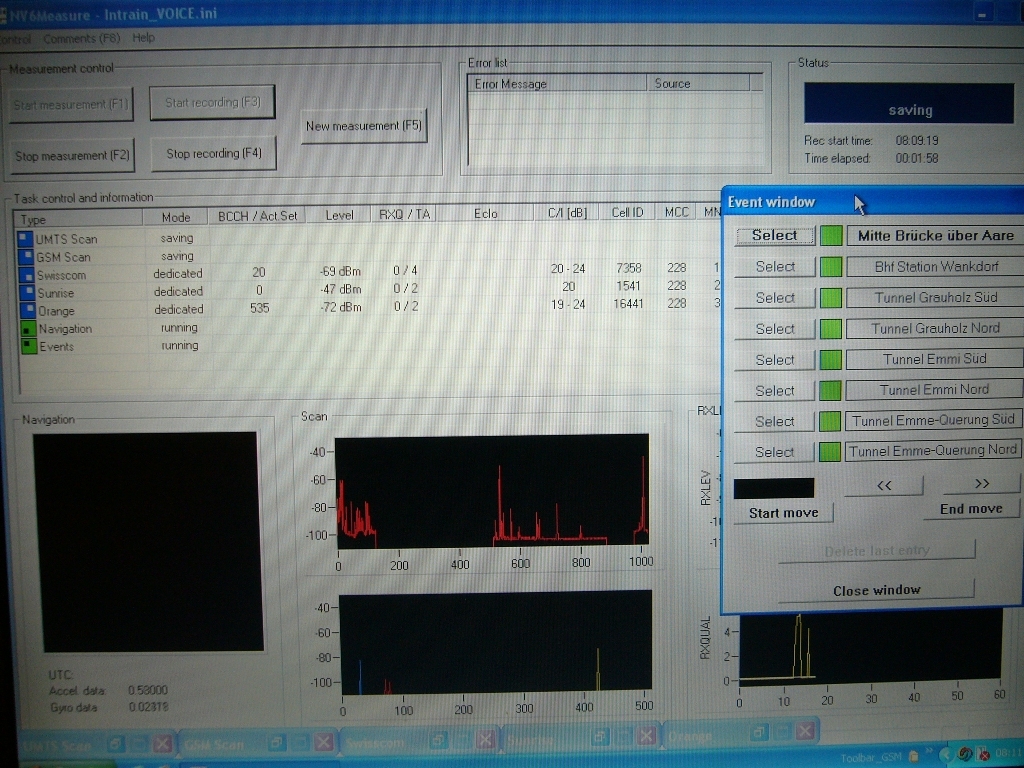 NV6Measure - Intrain_VOICE.ini
Comments (F8) Help
Measurement control
Start measurement (F1)
Start recording (F3)
New measurement (F5)
Stop measurement (F2)
Stop recording (F4)
Error list
Error Message Source
Status
saving
Rec start time: 08:09:19
Time elapsed: 00:01:58
Task control and information
Type Mode BCCH / Act.Set Level RXQ / TA Eclo C/I [dB] Cell ID MCC MN
UMTS Scan saving
GSM Scan saving
Swisscom dedicated 20 -69 dBm 0 / 4 20 - 24 7358 228 1
Sunrise dedicated 0 -47 dBm 0 / 2 20 1541 228 2
Orange dedicated 535 -72 dBm 0 / 2 19 - 24 16441 228 3
Navigation running
Events running
Event window
Select Mitte Brücke über Aare
Select Bhf Station Wankdorf
Select Tunnel Grauholz Süd
Select Tunnel Grauholz Nord
Select Tunnel Emmi Süd
Select Tunnel Emmi Nord
Select Tunnel Emme-Querung Süd
Select Tunnel Emme-Querung Nord
<< >>
Start move End move
Delete last entry
Close window
Navigation
UTC:
Accel. data: 0.53000
Gyro data: 0.02818
Scan
-40
-60
-80
-100
0 200 400 600 800 1000
-40
-60
-80
-100
0 100 200 300 400 500
RXLEV
RXQUAL
4
2
0
0 10 20 30 40 50 60
UMTS Scan GSM Scan Swisscom Sunrise Orange
Toolbar_GSM » 08:11